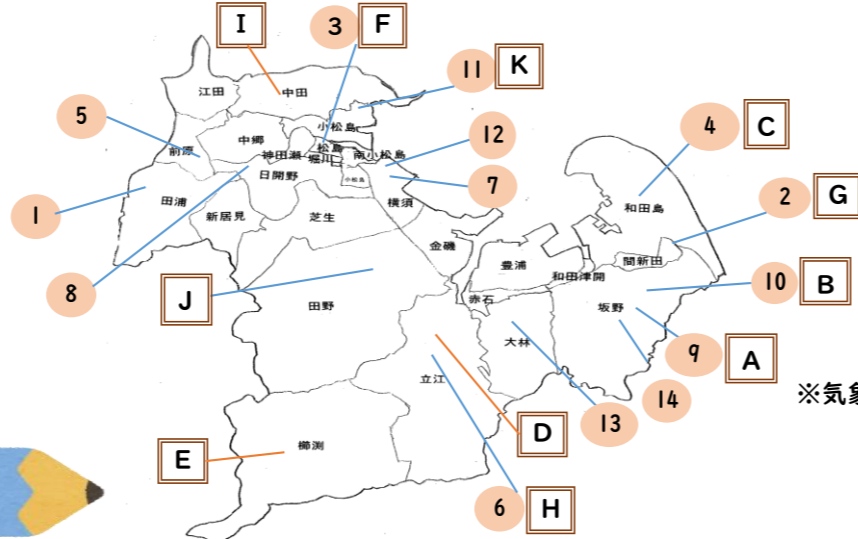 I
3 F
11 K
江田
中田
5
小松島
12
4 C
前原
中郷
松島
神田瀬
堀川
南小松島
7
田浦
日開野
小松島
1
新居見
芝生
横須
和田島
2 G
金磯
8
J
豊浦
間新田
和田津開
10 B
田野
赤石
坂野
大林
9 A
立江
14
※気象
13
D
E
櫛渕
6 H